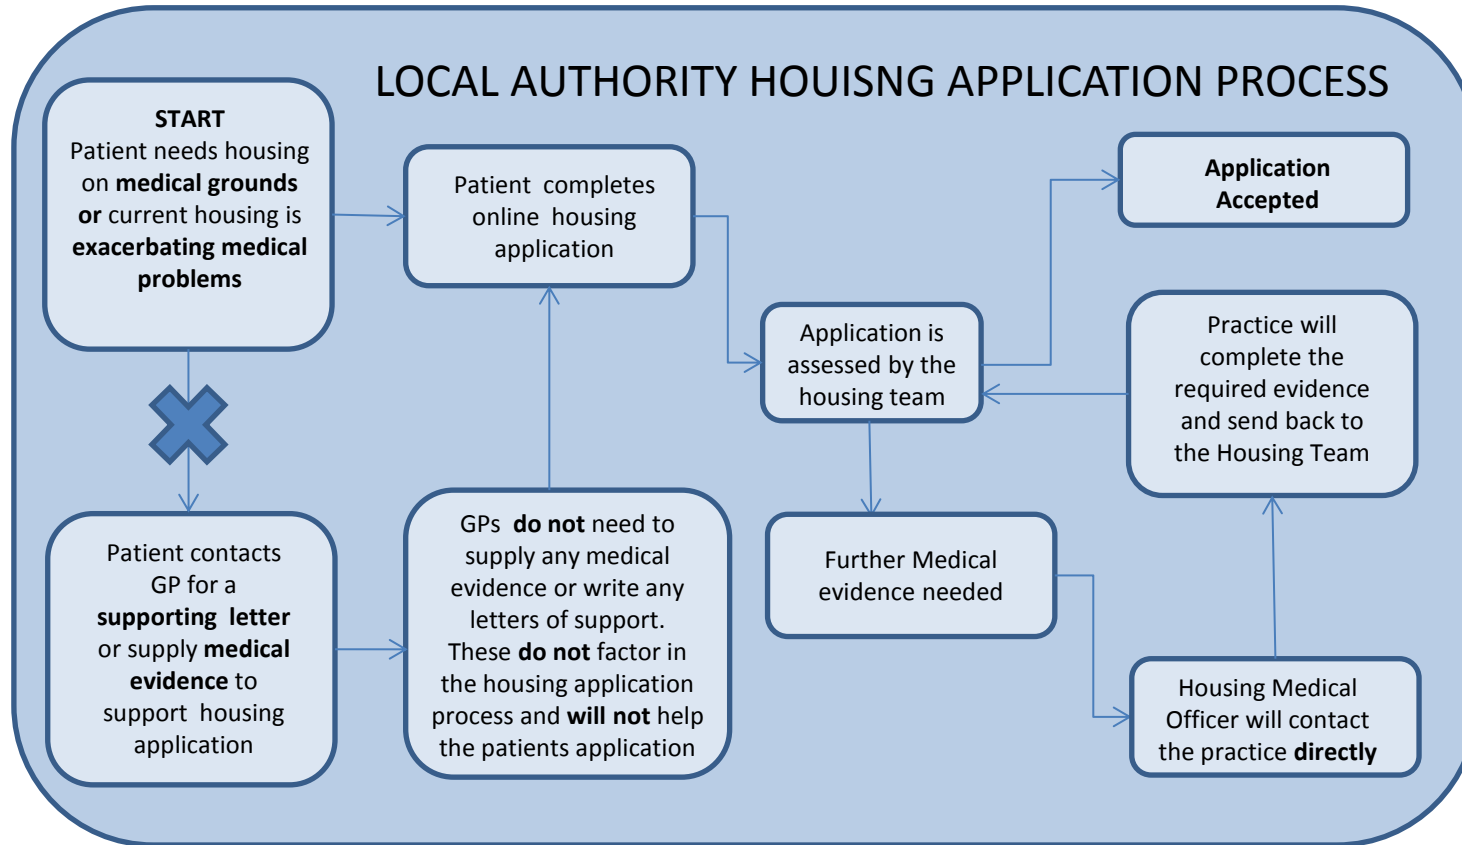 LOCAL AUTHORITY HOUISNG APPLICATION PROCESS
START
Patient needs housing
on medical grounds
or current housing is
exacerbating medical
problems
Patient completes
online housing
application
Application
Accepted
Application is
assessed by the
housing team
Practice will
complete the
required evidence
and send back to
the Housing Team
Patient contacts
GP for a
supporting letter
or supply medical
evidence to
support housing
application
GPs do not need to
supply any medical
evidence or write any
letters of support.
These do not factor in
the housing application
process and will not help
the patients application
Further Medical
evidence needed
Housing Medical
Officer will contact
the practice directly